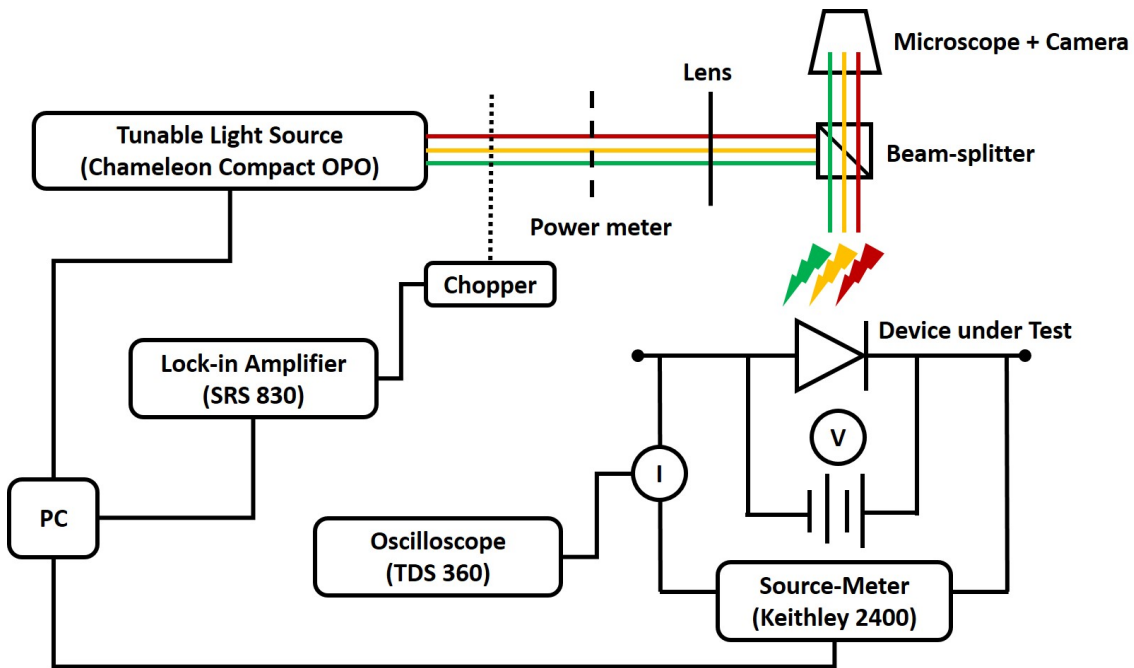 Microscope + Camera
Lens
Tunable Light Source
(Chameleon Compact OPO)
Beam-splitter
Power meter
Chopper
Device under Test
Lock-in Amplifier
(SRS 830)
V
I
PC
Oscilloscope
(TDS 360)
Source-Meter
(Keithley 2400)